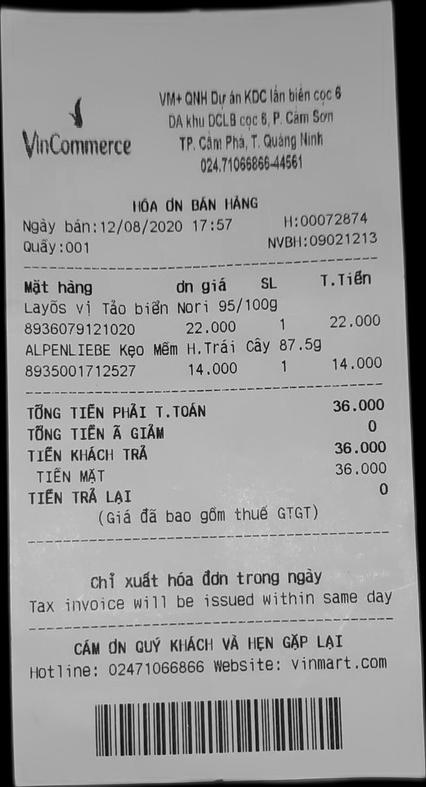 VinCommerce
VM+ QNH Dự án KDC lấn biển cọc 6
DA khu DCLB cọc 6, P. Cẩm Sơn
TP. Cẩm Phả, T. Quảng Ninh
024.71066866-44561
HÓA ƠN BÁN HÀNG
Ngày bán:12/08/2020 17:57 H:00072874
Quầy:001 NVBH:09021213
Mặt hàng ơn giá SL T.Tiền
Layõs vị Tảo biển Nori 95/100g
8936079121020 22.000 1 22.000
ALPENLIEBE Kẹo Mềm H.Trái Cây 87.5g
8935001712527 14.000 1 14.000
TỔNG TIỀN PHẢI T.TOÁN 36.000
TỔNG TIỀN Ã GIẢM 0
TIỀN KHÁCH TRẢ 36.000
TIỀN MẶT 36.000
TIỀN TRẢ LẠI 0
(Giá đã bao gồm thuế GTGT)
Chỉ xuất hóa đơn trong ngày
Tax invoice will be issued within same day
CẢM ƠN QUÝ KHÁCH VÀ HẸN GẶP LẠI
Hotline: 02471066866 Website: vinmart.com